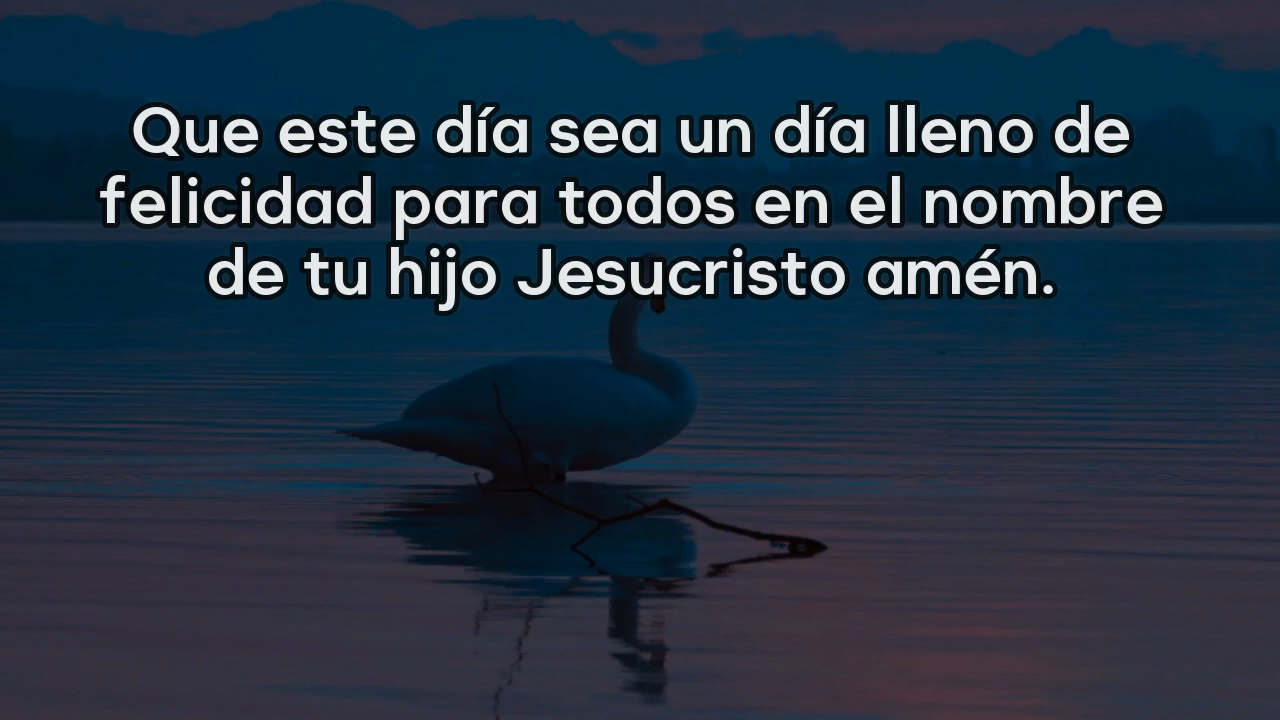 Que este día sea un día lleno de
felicidad para todos en el nombre
de tu hijo Jesucristo amén.